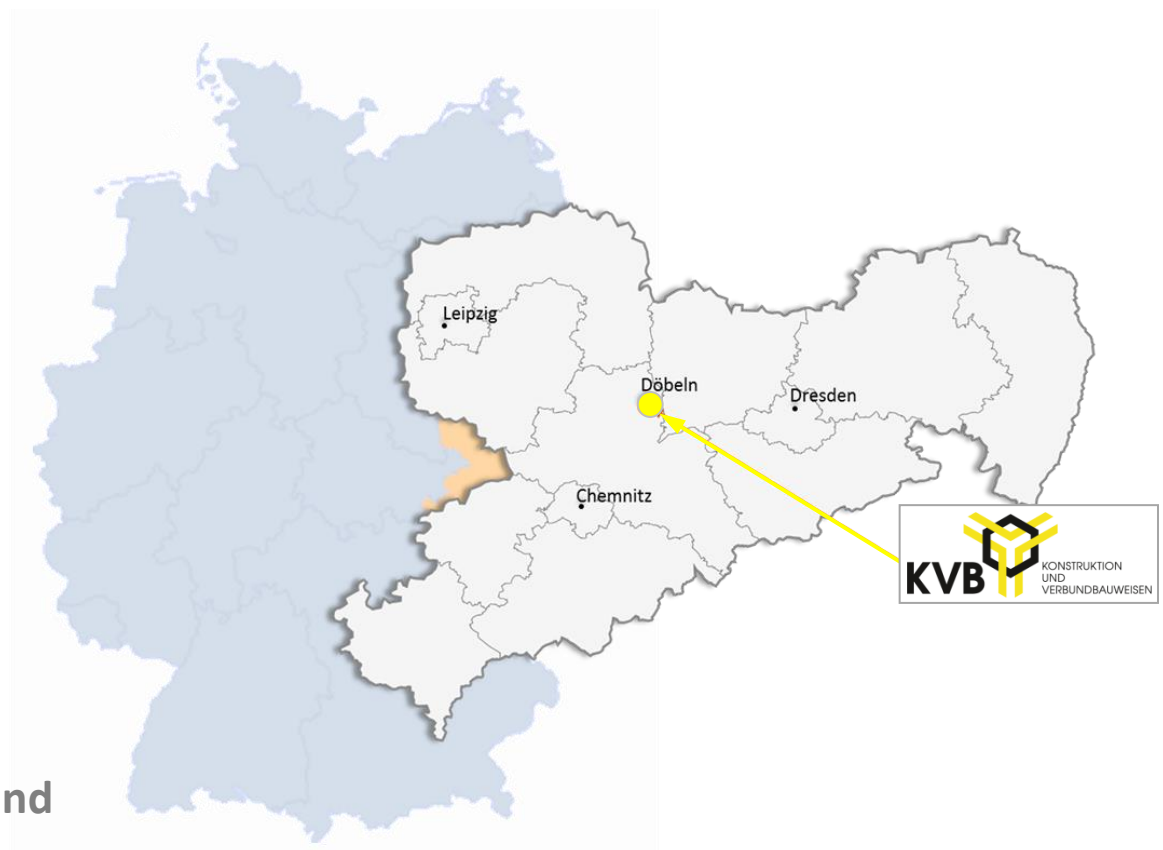 Leipzig
Döbeln
Dresden
Chemnitz
KVB
KONSTRUKTION
UND
VERBUNDBAUWEISEN
nd